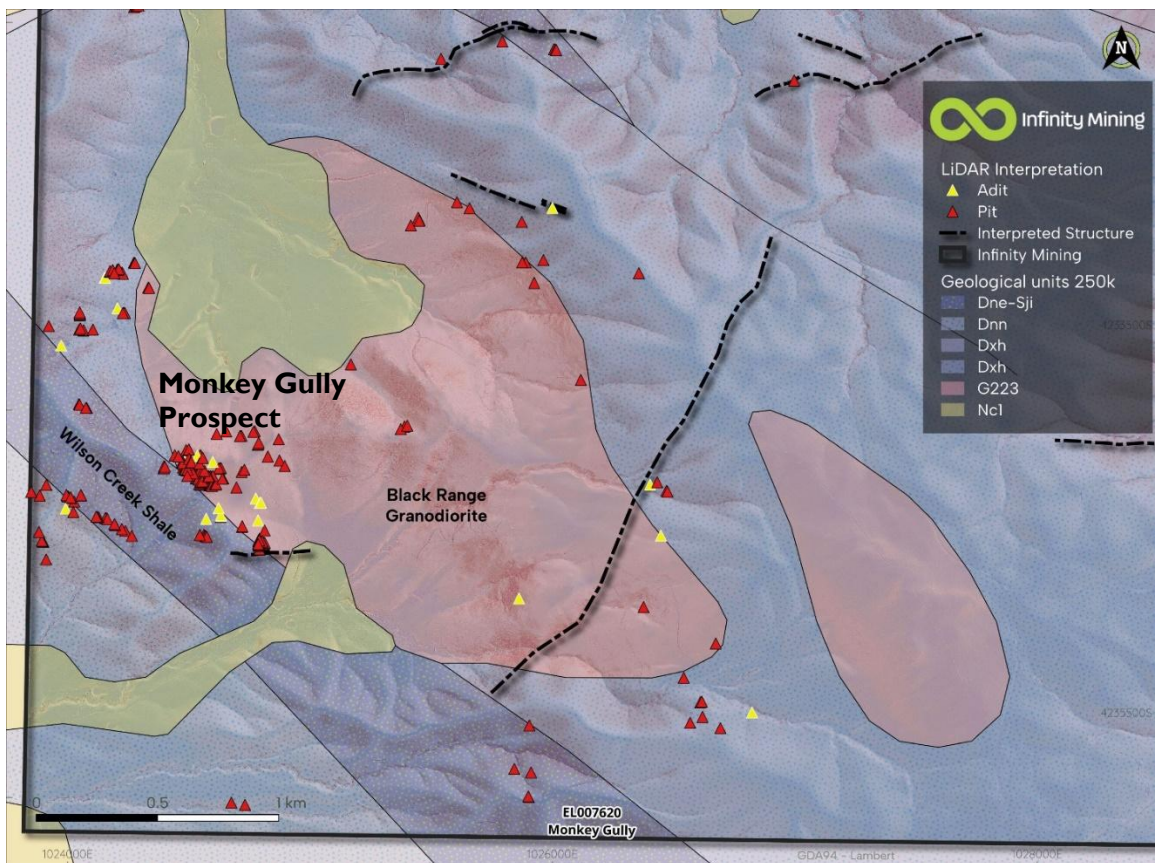 N
Infinity Mining
LiDAR Interpretation
Adit
Pit
Interpreted Structure
Infinity Mining
Geological units 250k
Dne-Sji
Dnn
Dxh
Dxh
G223
Nc1
4233500S
Monkey Gully
Prospect
Wilson Creek Shale
Black Range
Granodiorite
4235500S
0 0.5 1 km
EL007620
Monkey Gully
1024000E 1026000E GDA94 - Lambert 1028000E